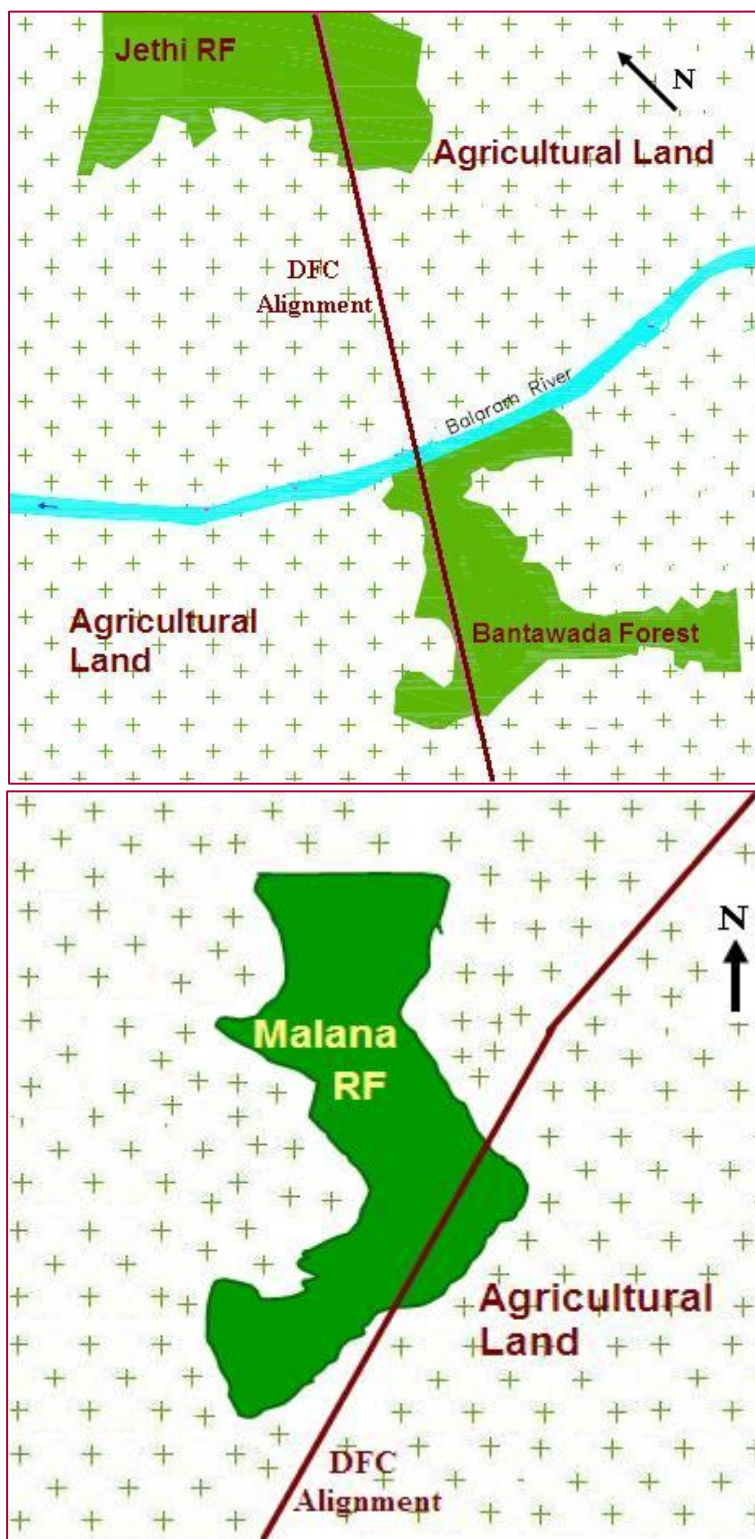 Jethi RF
N
Agricultural Land
DFC
Alignment
Balaram River
Agricultural
Land
Bantawada Forest
N
Malana
RF
Agricultural
Land
DFC
Alignment